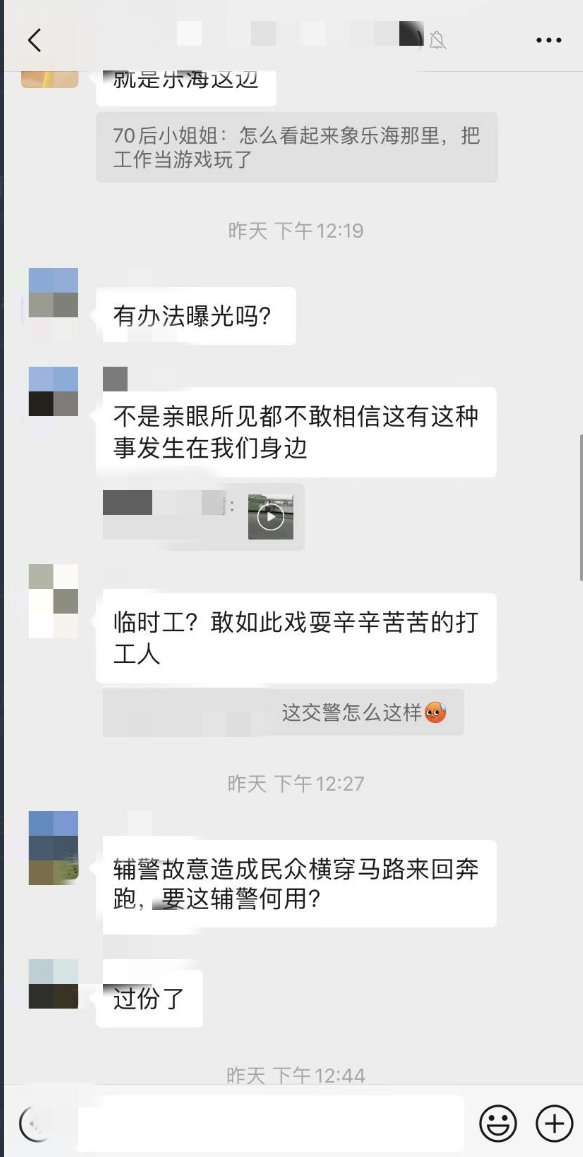 就是乐海这边
70后小姐姐：怎么看起来象乐海那里，把
工作当游戏玩了
昨天 下午12:19
有办法曝光吗？
不是亲眼所见都不敢相信这有这种
事发生在我们身边
：
临时工？敢如此戏耍辛辛苦苦的打
工人
这交警怎么这样
昨天 下午12:27
辅警故意造成民众横穿马路来回奔
跑，要这辅警何用？
过份了
昨天 下午12:44